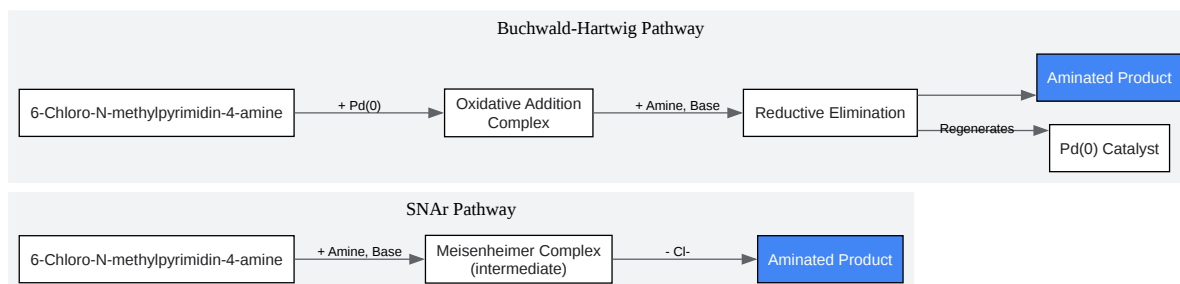 Buchwald-Hartwig Pathway
6-Chloro-N-methylpyrimidin-4-amine
+ Pd(0)
Oxidative Addition
Complex
+ Amine, Base
Reductive Elimination
Aminated Product
Regenerates
Pd(0) Catalyst
SNAr Pathway
6-Chloro-N-methylpyrimidin-4-amine
+ Amine, Base
Meisenheimer Complex
(intermediate)
- Cl-
Aminated Product